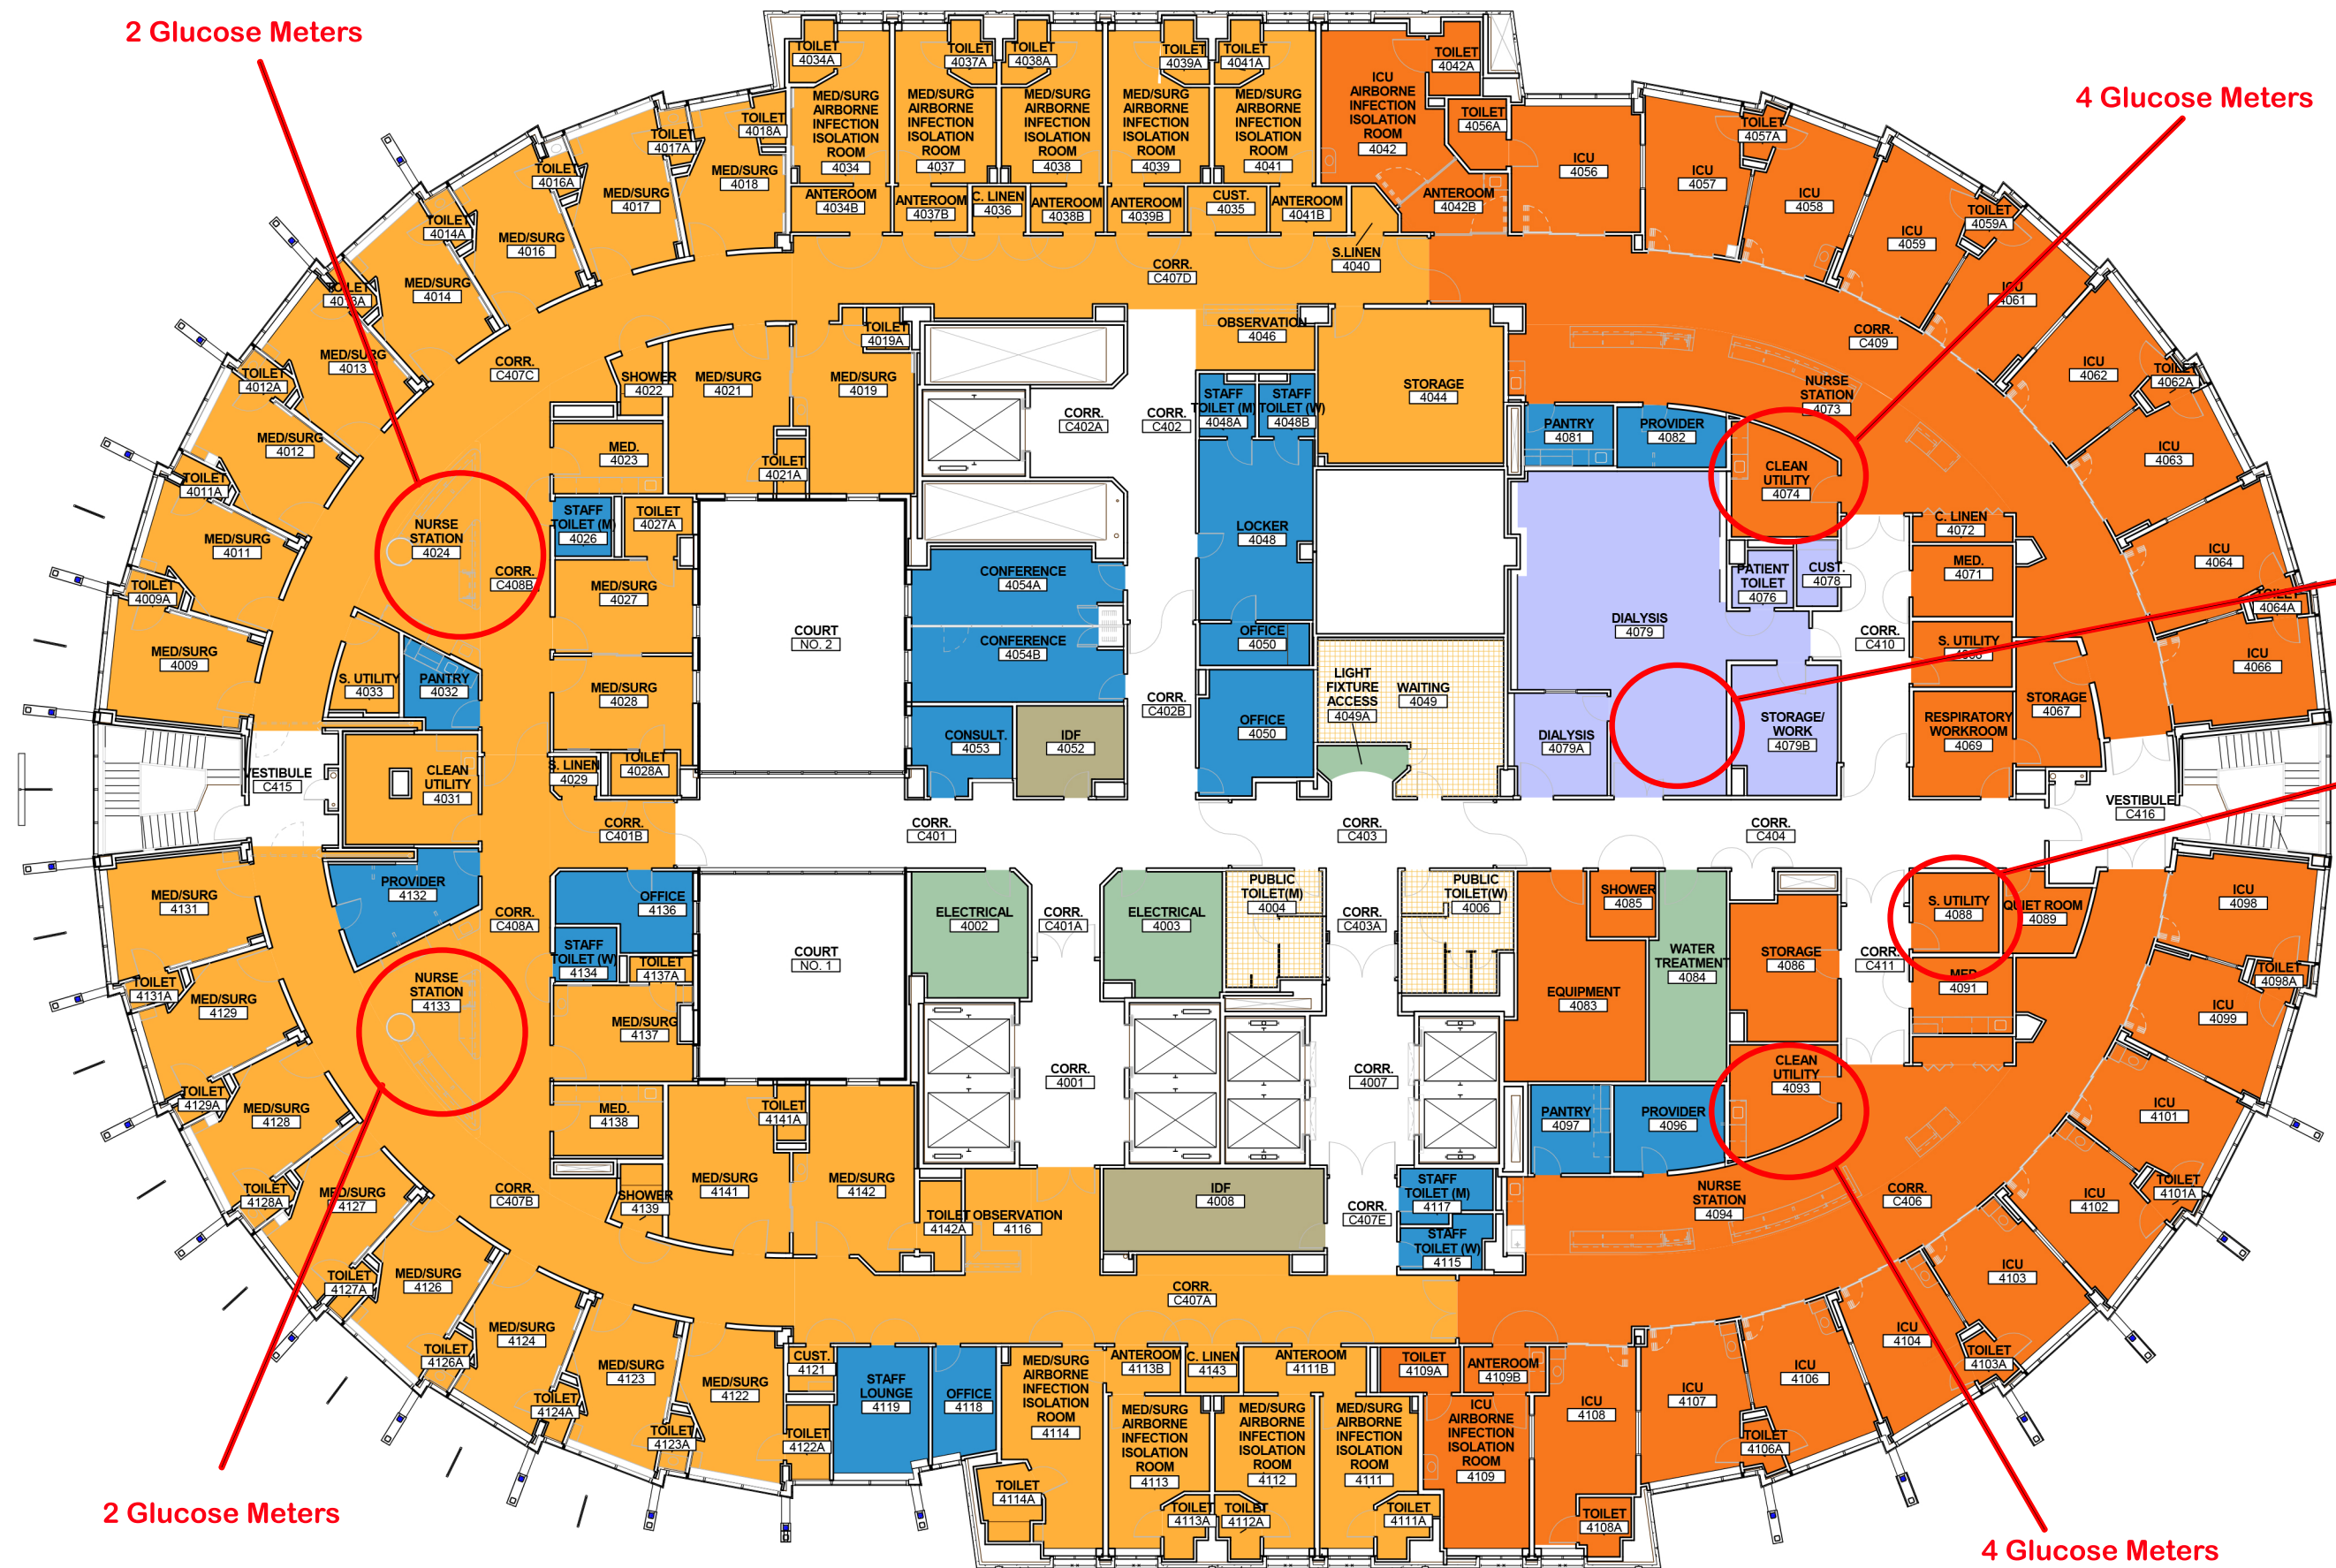 2 Glucose Meters
4 Glucose Meters
TOILET
4034A
TOILET
4037A
TOILET
4038A
TOILET
4039A
TOILET
4041A
TOILET
4042A
MED/SURG
AIRBORNE
INFECTION
ISOLATION
ROOM
4034
MED/SURG
AIRBORNE
INFECTION
ISOLATION
ROOM
4037
MED/SURG
AIRBORNE
INFECTION
ISOLATION
ROOM
4038
MED/SURG
AIRBORNE
INFECTION
ISOLATION
ROOM
4039
MED/SURG
AIRBORNE
INFECTION
ISOLATION
ROOM
4041
ICU
AIRBORNE
INFECTION
ISOLATION
ROOM
4042
TOILET
4056A
ICU
4056
ICU
4057
TOILET
4057A
ICU
4058
ICU
4059
TOILET
4059A
ICU
4061
TOILET
4018A
MED/SURG
4018
TOILET
4017A
MED/SURG
4017
TOILET
4016A
MED/SURG
4016
TOILET
4014A
MED/SURG
4014
TOILET
4013A
MED/SURG
4013
TOILET
4012A
MED/SURG
4012
TOILET
4011A
MED/SURG
4011
TOILET
4009A
MED/SURG
4009
ANTEROOM
4034B
ANTEROOM
4037B
C. LINEN
4036
ANTEROOM
4038B
ANTEROOM
4039B
CUST.
4035
ANTEROOM
4041B
ANTEROOM
4042B
S.LINEN
4040
CORR.
C407D
CORR.
C407C
SHOWER
4022
MED/SURG
4021
MED/SURG
4019
TOILET
4019A
TOILET
4021A
MED.
4023
OBSERVATION
4046
STORAGE
4044
CORR.
C402A
CORR.
C402
STAFF
TOILET (M)
4048A
STAFF
TOILET (W)
4048B
PANTRY
4081
PROVIDER
4082
CORR.
C409
NURSE
STATION
4073
CLEAN
UTILITY
4074
ICU
4062
TOILET
4062A
ICU
4063
ICU
4064
TOILET
4064A
ICU
4066
NURSE
STATION
4024
CORR.
C408B
STAFF
TOILET (M)
4026
TOILET
4027A
MED/SURG
4027
MED/SURG
4028
S. LINEN
4029
TOILET
4028A
S. UTILITY
4033
PANTRY
4032
CLEAN
UTILITY
4031
VESTIBULE
C415
COURT
NO. 2
CONFERENCE
4054A
CONFERENCE
4054B
CONSULT.
4053
IDF
4052
LOCKER
4048
OFFICE
4050
OFFICE
4050
CORR.
C402B
LIGHT
FIXTURE
ACCESS
4049A
WAITING
4049
DIALYSIS
4079
DIALYSIS
4079A
STORAGE/
WORK
4079B
PATIENT
TOILET
4076
CUST.
4078
CORR.
C410
C. LINEN
4072
MED.
4071
S. UTILITY
RESPIRATORY
WORKROOM
4069
STORAGE
4067
VESTIBULE
C416
CORR.
C401B
CORR.
C401
CORR.
C403
CORR.
C404
MED/SURG
4131
TOILET
4131A
MED/SURG
4129
TOILET
4129A
MED/SURG
4128
TOILET
4128A
MED/SURG
4127
TOILET
4127A
MED/SURG
4126
TOILET
4126A
MED/SURG
4124
TOILET
4124A
MED/SURG
4123
TOILET
4123A
MED/SURG
4122
TOILET
4122A
PROVIDER
4132
CORR.
C408A
NURSE
STATION
4133
OFFICE
4136
STAFF
TOILET (W)
4134
TOILET
4137A
MED/SURG
4137
MED.
4138
SHOWER
4139
CORR.
C407B
COURT
NO. 1
TOILET
4141A
MED/SURG
4141
MED/SURG
4142
TOILET
4142A
OBSERVATION
4116
ELECTRICAL
4002
CORR.
C401A
ELECTRICAL
4003
PUBLIC
TOILET(M)
4004
CORR.
C403A
PUBLIC
TOILET(W)
4006
CORR.
4001
CORR.
4007
IDF
4008
CORR.
C407E
STAFF
TOILET (M)
4117
STAFF
TOILET (W)
4115
CORR.
C407A
EQUIPMENT
4083
SHOWER
4085
WATER
TREATMENT
4084
STORAGE
4086
CORR.
C411
S. UTILITY
4088
QUIET ROOM
4089
MED.
4091
CLEAN
UTILITY
4093
PANTRY
4097
PROVIDER
4096
NURSE
STATION
4094
CORR.
C406
ICU
4098
TOILET
4098A
ICU
4099
ICU
4101
TOILET
4101A
ICU
4102
ICU
4103
TOILET
4103A
ICU
4104
ICU
4106
TOILET
4106A
ICU
4107
ICU
4108
TOILET
4108A
CUST.
4121
STAFF
LOUNGE
4119
OFFICE
4118
MED/SURG
AIRBORNE
INFECTION
ISOLATION
ROOM
4114
TOILET
4114A
ANTEROOM
4113B
C. LINEN
4143
ANTEROOM
4111B
TOILET
4109A
ANTEROOM
4109B
MED/SURG
AIRBORNE
INFECTION
ISOLATION
ROOM
4113
TOILET
4113A
MED/SURG
AIRBORNE
INFECTION
ISOLATION
ROOM
4112
TOILET
4112A
MED/SURG
AIRBORNE
INFECTION
ISOLATION
ROOM
4111
TOILET
4111A
ICU
AIRBORNE
INFECTION
ISOLATION
ROOM
4109
2 Glucose Meters
4 Glucose Meters